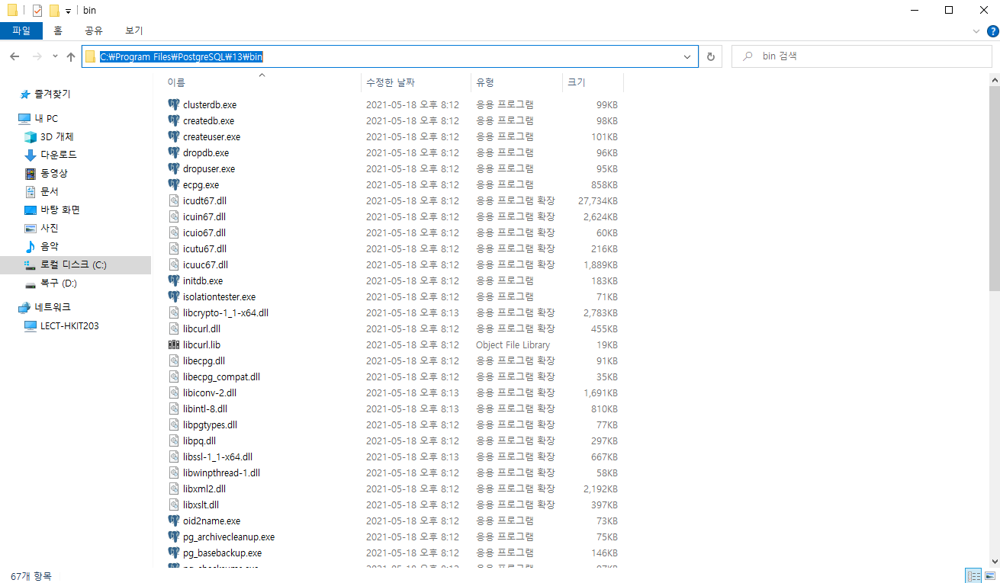 bin
파일 홈 공유 보기
C:\Program Files\PostgreSQL\13\bin
bin 검색
이름 수정한 날짜 유형 크기
즐겨찾기
내 PC
3D 개체
다운로드
동영상
문서
바탕 화면
사진
음악
로컬 디스크 (C:)
복구 (D:)
네트워크
LECT-HKIT203
clusterdb.exe 2021-05-18 오후 8:12 응용 프로그램 99KB
createdb.exe 2021-05-18 오후 8:12 응용 프로그램 98KB
createuser.exe 2021-05-18 오후 8:12 응용 프로그램 101KB
dropdb.exe 2021-05-18 오후 8:12 응용 프로그램 96KB
dropuser.exe 2021-05-18 오후 8:12 응용 프로그램 95KB
ecpg.exe 2021-05-18 오후 8:12 응용 프로그램 858KB
icudt67.dll 2021-05-18 오후 8:12 응용 프로그램 확장 27,734KB
icuin67.dll 2021-05-18 오후 8:12 응용 프로그램 확장 2,624KB
icuio67.dll 2021-05-18 오후 8:12 응용 프로그램 확장 60KB
icutu67.dll 2021-05-18 오후 8:12 응용 프로그램 확장 216KB
icuuc67.dll 2021-05-18 오후 8:12 응용 프로그램 확장 1,889KB
initdb.exe 2021-05-18 오후 8:12 응용 프로그램 183KB
isolationtester.exe 2021-05-18 오후 8:12 응용 프로그램 71KB
libcrypto-1_1-x64.dll 2021-05-18 오후 8:13 응용 프로그램 확장 2,783KB
libcurl.dll 2021-05-18 오후 8:12 응용 프로그램 확장 455KB
libcurl.lib 2021-05-18 오후 8:12 Object File Library 19KB
libecpg.dll 2021-05-18 오후 8:12 응용 프로그램 확장 91KB
libecpg_compat.dll 2021-05-18 오후 8:12 응용 프로그램 확장 35KB
libiconv-2.dll 2021-05-18 오후 8:13 응용 프로그램 확장 1,691KB
libintl-8.dll 2021-05-18 오후 8:13 응용 프로그램 확장 810KB
libpgtypes.dll 2021-05-18 오후 8:12 응용 프로그램 확장 77KB
libpq.dll 2021-05-18 오후 8:12 응용 프로그램 확장 297KB
libssl-1_1-x64.dll 2021-05-18 오후 8:13 응용 프로그램 확장 667KB
libwinpthread-1.dll 2021-05-18 오후 8:12 응용 프로그램 확장 58KB
libxml2.dll 2021-05-18 오후 8:12 응용 프로그램 확장 2,192KB
libxslt.dll 2021-05-18 오후 8:12 응용 프로그램 확장 397KB
oid2name.exe 2021-05-18 오후 8:12 응용 프로그램 73KB
pg_archivecleanup.exe 2021-05-18 오후 8:12 응용 프로그램 75KB
pg_basebackup.exe 2021-05-18 오후 8:12 응용 프로그램 146KB
67개 항목